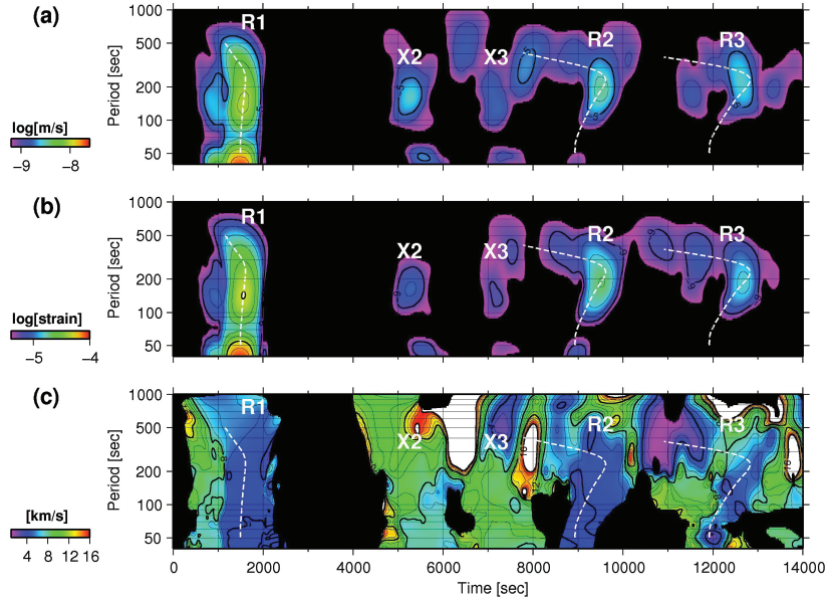 (a)
R1
X2
X3
R2
R3
Period [sec]
1000
500
200
100
50
log[m/s]
−9 −8
(b)
R1
X2
X3
R2
R3
Period [sec]
1000
500
200
100
50
log[strain]
−5 −4
(c)
R1
X2
X3
R2
R3
Period [sec]
1000
500
200
100
50
[km/s]
4 8 12 16
0 2000 4000 6000 8000 10000 12000 14000
Time [sec]